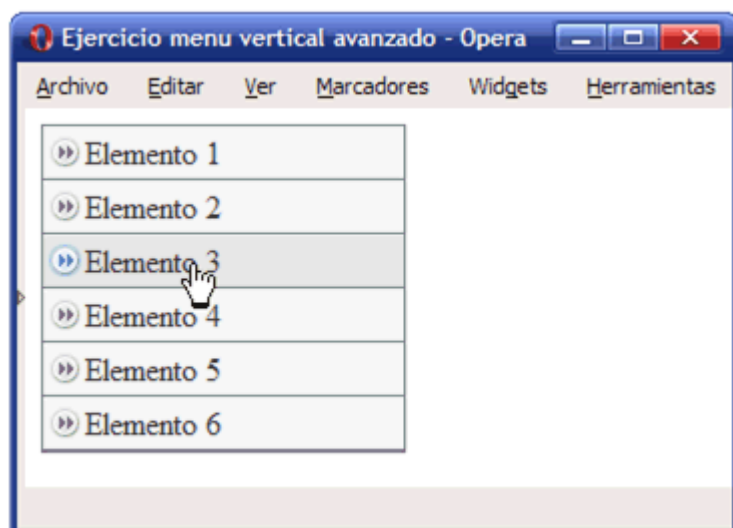 Ejercicio menu vertical avanzado - Opera
Archivo Editar Ver Marcadores Widgets Herramientas
Elemento 1
Elemento 2
Elemento 3
Elemento 4
Elemento 5
Elemento 6